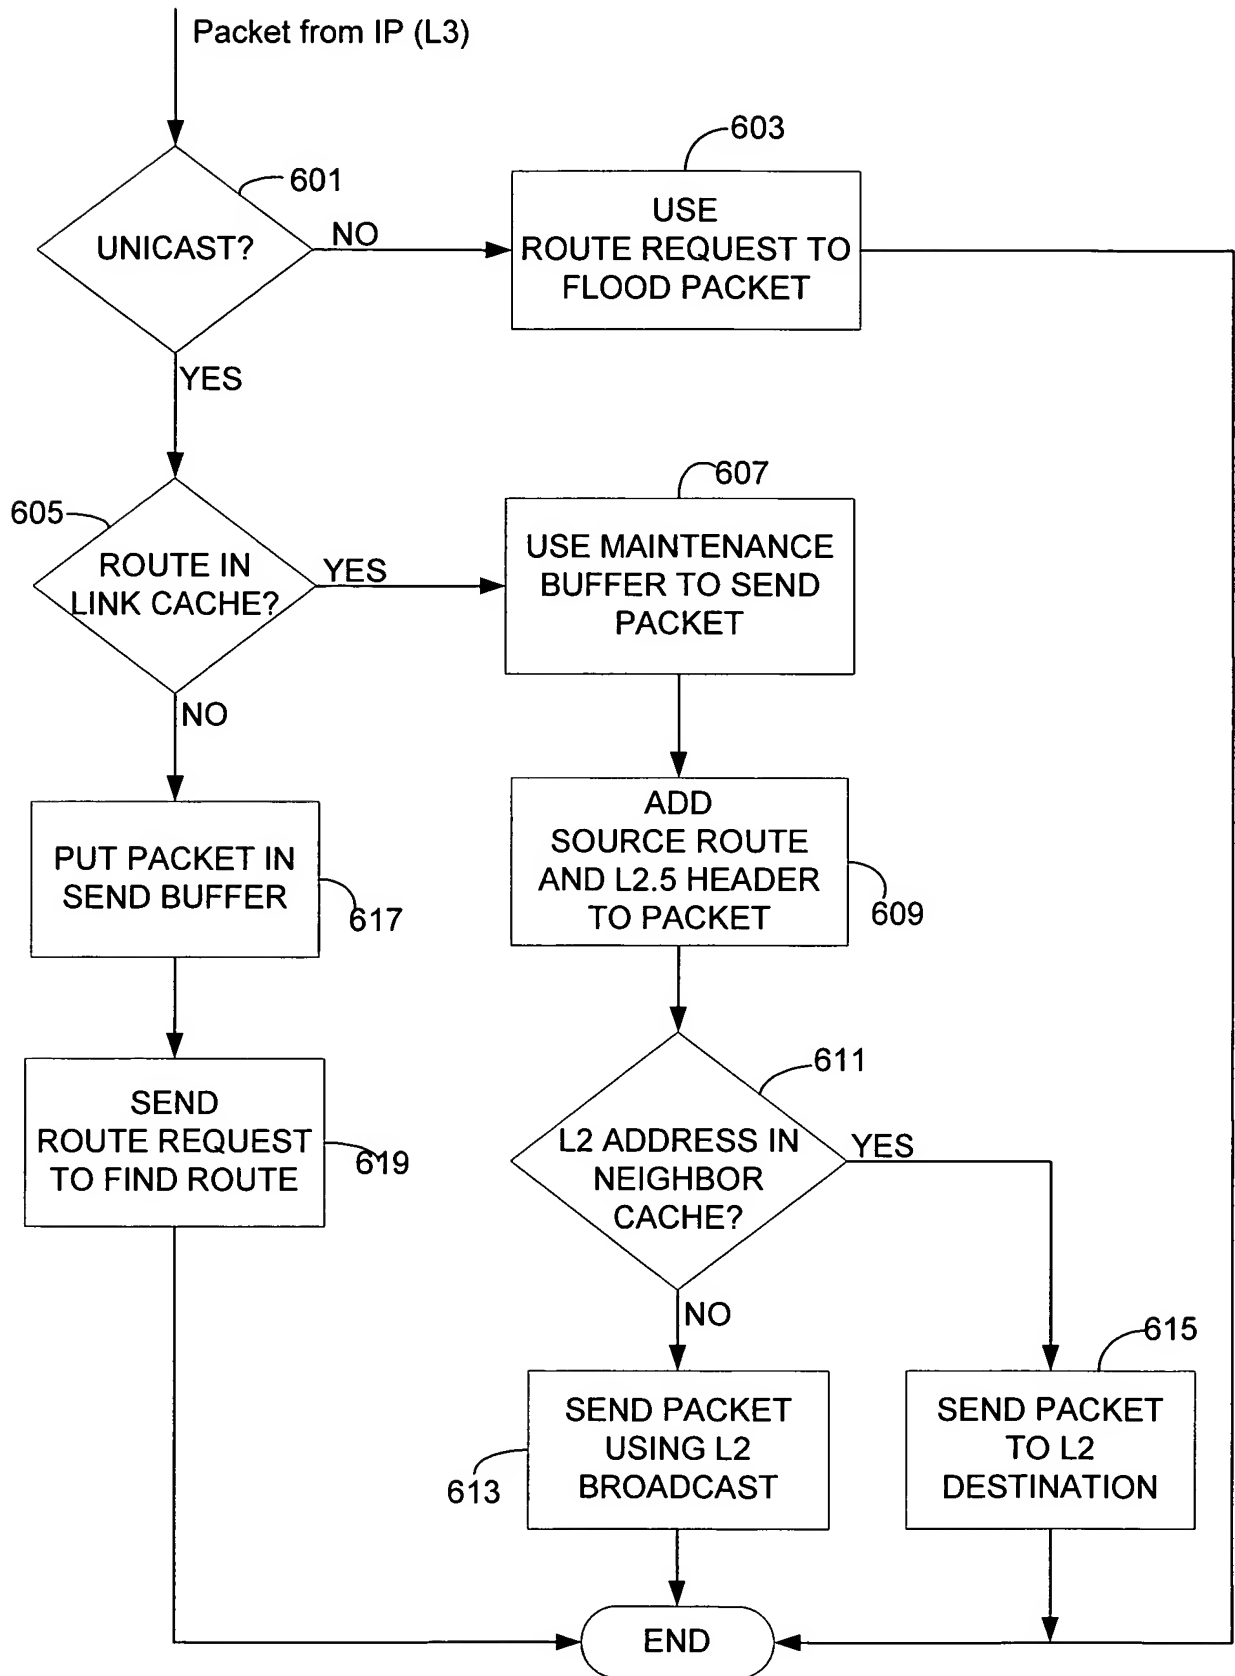 Packet from IP (L3)
601
UNICAST?
NO
603
USE
ROUTE REQUEST TO
FLOOD PACKET
YES
605
ROUTE IN
LINK CACHE?
YES
607
USE MAINTENANCE
BUFFER TO SEND
PACKET
NO
PUT PACKET IN
SEND BUFFER
617
ADD
SOURCE ROUTE
AND L2.5 HEADER
TO PACKET
609
SEND
ROUTE REQUEST
TO FIND ROUTE
619
611
L2 ADDRESS IN
NEIGHBOR
CACHE?
YES
NO
613
SEND PACKET
USING L2
BROADCAST
615
SEND PACKET
TO L2
DESTINATION
END